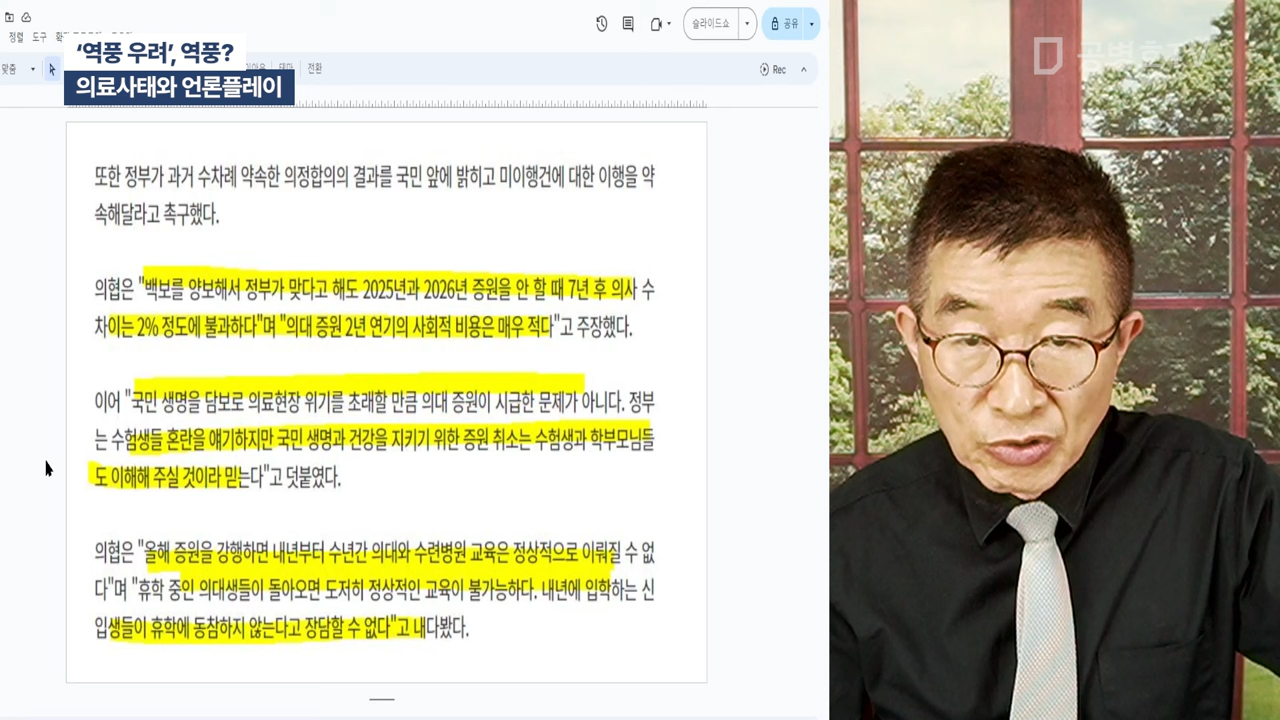 정렬 도구
슬라이드쇼
공유
맞춤
전환
Rec
‘역풍 우려’, 역풍?
의료사태와 언론플레이
또한 정부가 과거 수차례 약속한 의정합의의 결과를 국민 앞에 밝히고 미이행건에 대한 이행을 약
속해달라고 촉구했다.
의협은 "백보를 양보해서 정부가 맞다고 해도 2025년과 2026년 증원을 안 할 때 7년 후 의사 수
차이는 2% 정도에 불과하다"며 "의대 증원 2년 연기의 사회적 비용은 매우 적다"고 주장했다.
이어 "국민 생명을 담보로 의료현장 위기를 초래할 만큼 의대 증원이 시급한 문제가 아니다. 정부
는 수험생들 혼란을 얘기하지만 국민 생명과 건강을 지키기 위한 증원 취소는 수험생과 학부모님들
도 이해해 주실 것이라 믿는다"고 덧붙였다.
의협은 "올해 증원을 강행하면 내년부터 수년간 의대와 수련병원 교육은 정상적으로 이뤄질 수 없
다"며 "휴학 중인 의대생들이 돌아오면 도저히 정상적인 교육이 불가능하다. 내년에 입학하는 신
입생들이 휴학에 동참하지 않는다고 장담할 수 없다"고 내다봤다.